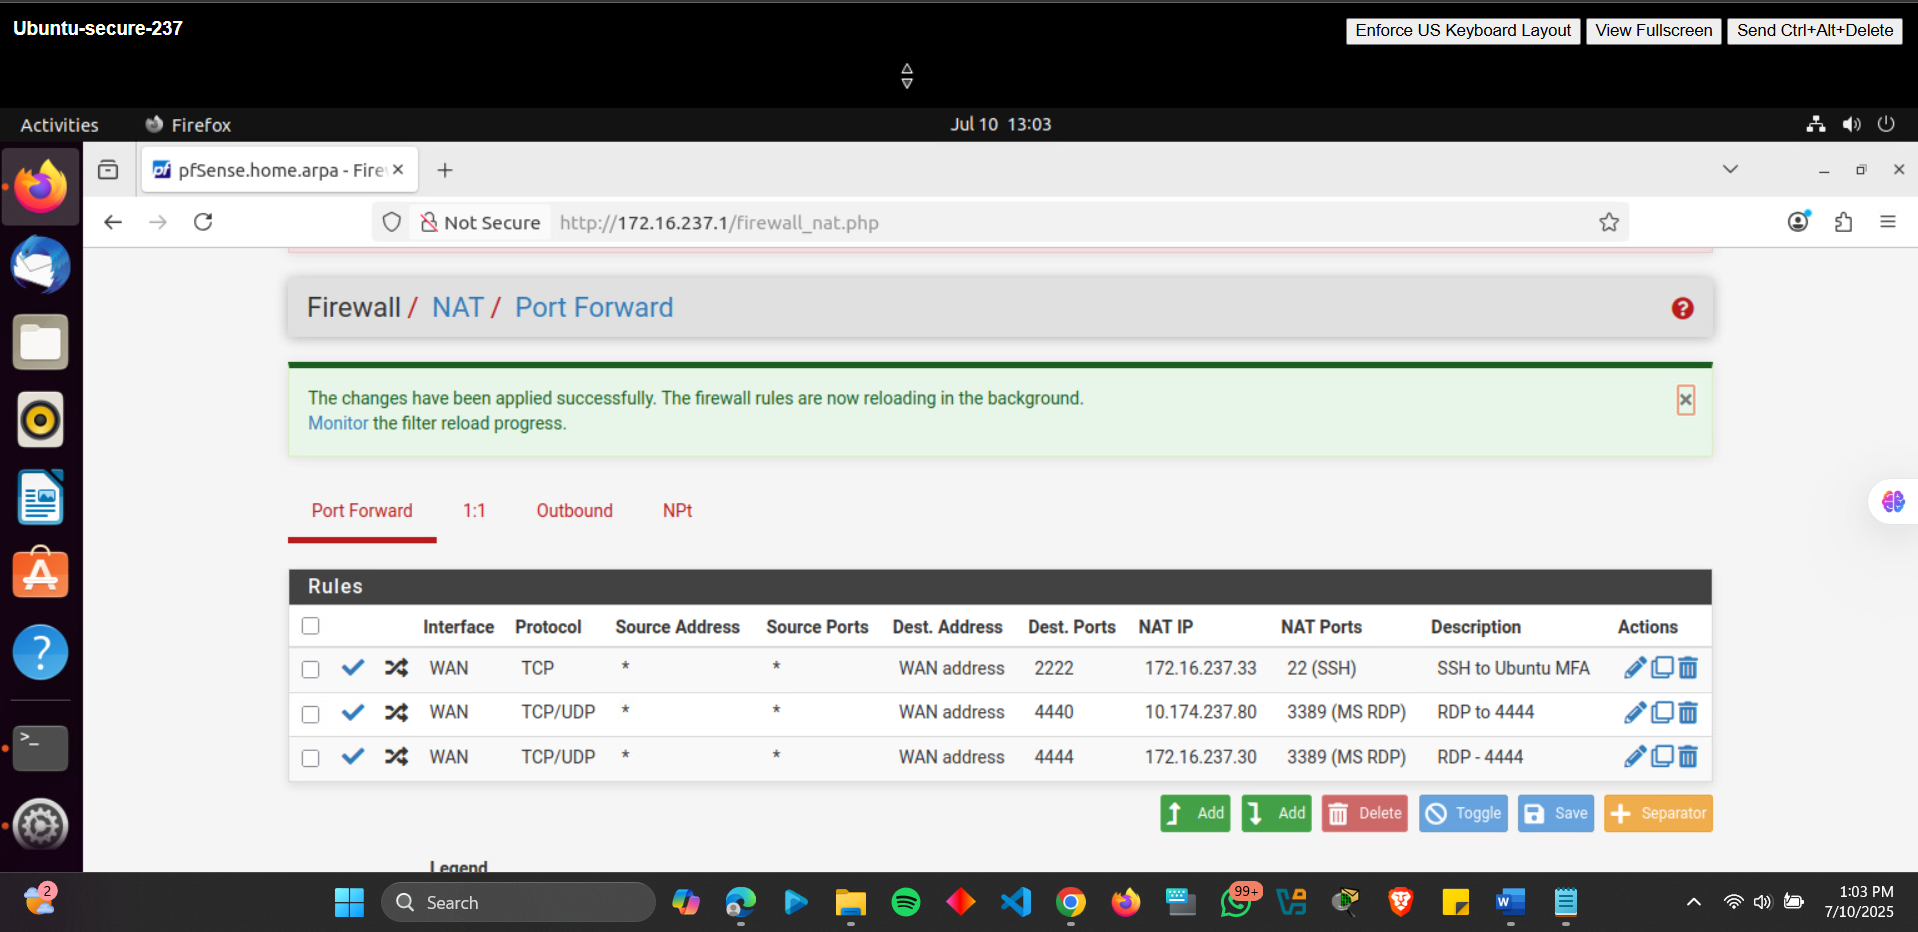 Ubuntu-secure-237
Enforce US Keyboard Layout View Fullscreen Send Ctrl+Alt+Delete
Activities Firefox Jul 10 13:03
pfSense.home.arpa - Fire
Not Secure http://172.16.237.1/firewall_nat.php
Firewall / NAT / Port Forward
The changes have been applied successfully. The firewall rules are now reloading in the background.
Monitor the filter reload progress.
Port Forward 1:1 Outbound NPt
Rules
Interface Protocol Source Address Source Ports Dest. Address Dest. Ports NAT IP NAT Ports Description Actions
WAN TCP * * WAN address 2222 172.16.237.33 22 (SSH) SSH to Ubuntu MFA
WAN TCP/UDP * * WAN address 4440 10.174.237.80 3389 (MS RDP) RDP to 4444
WAN TCP/UDP * * WAN address 4444 172.16.237.30 3389 (MS RDP) RDP - 4444
Add Add Delete Toggle Save Separator
Legend
2 Search 99+ 1:03 PM
7/10/2025